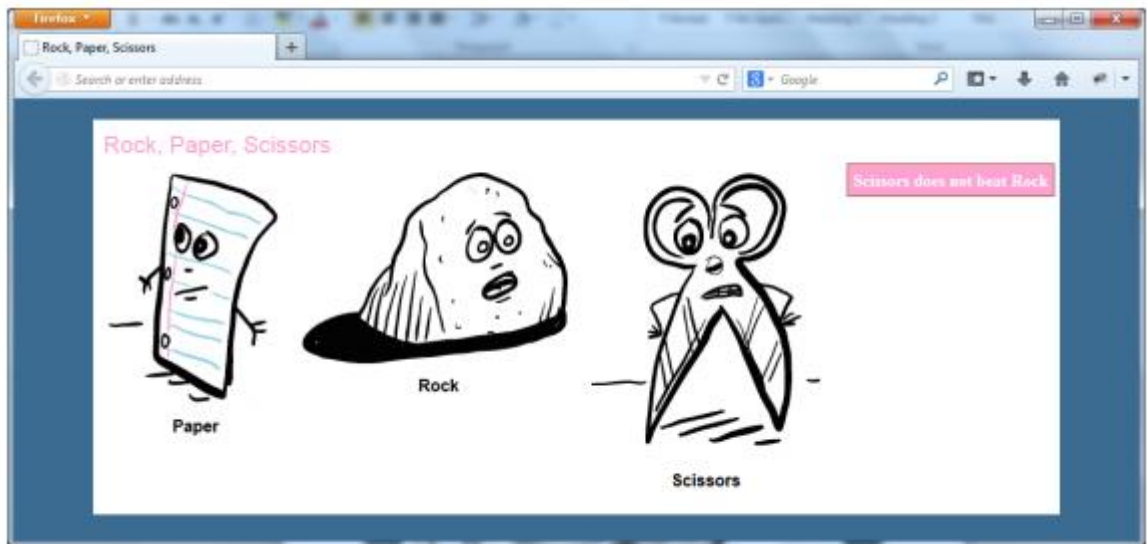 Firefox
Rock, Paper, Scissors
Search or enter address
Google
Rock, Paper, Scissors
Scissors does not beat Rock
Rock
Paper
Scissors